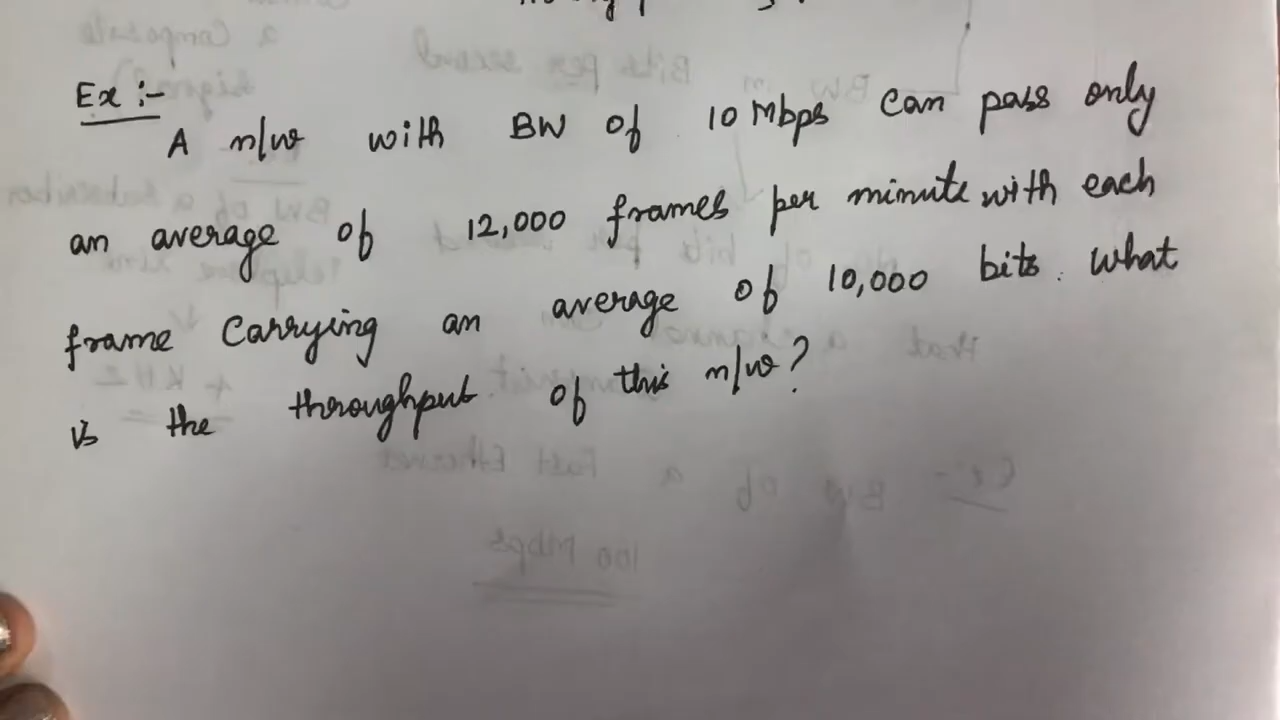 Ex :-
A n/w with BW of 10 Mbps can pass only
an average of 12,000 frames per minute with each
frame carrying an average of 10,000 bits. what
is the throughput of this n/w?